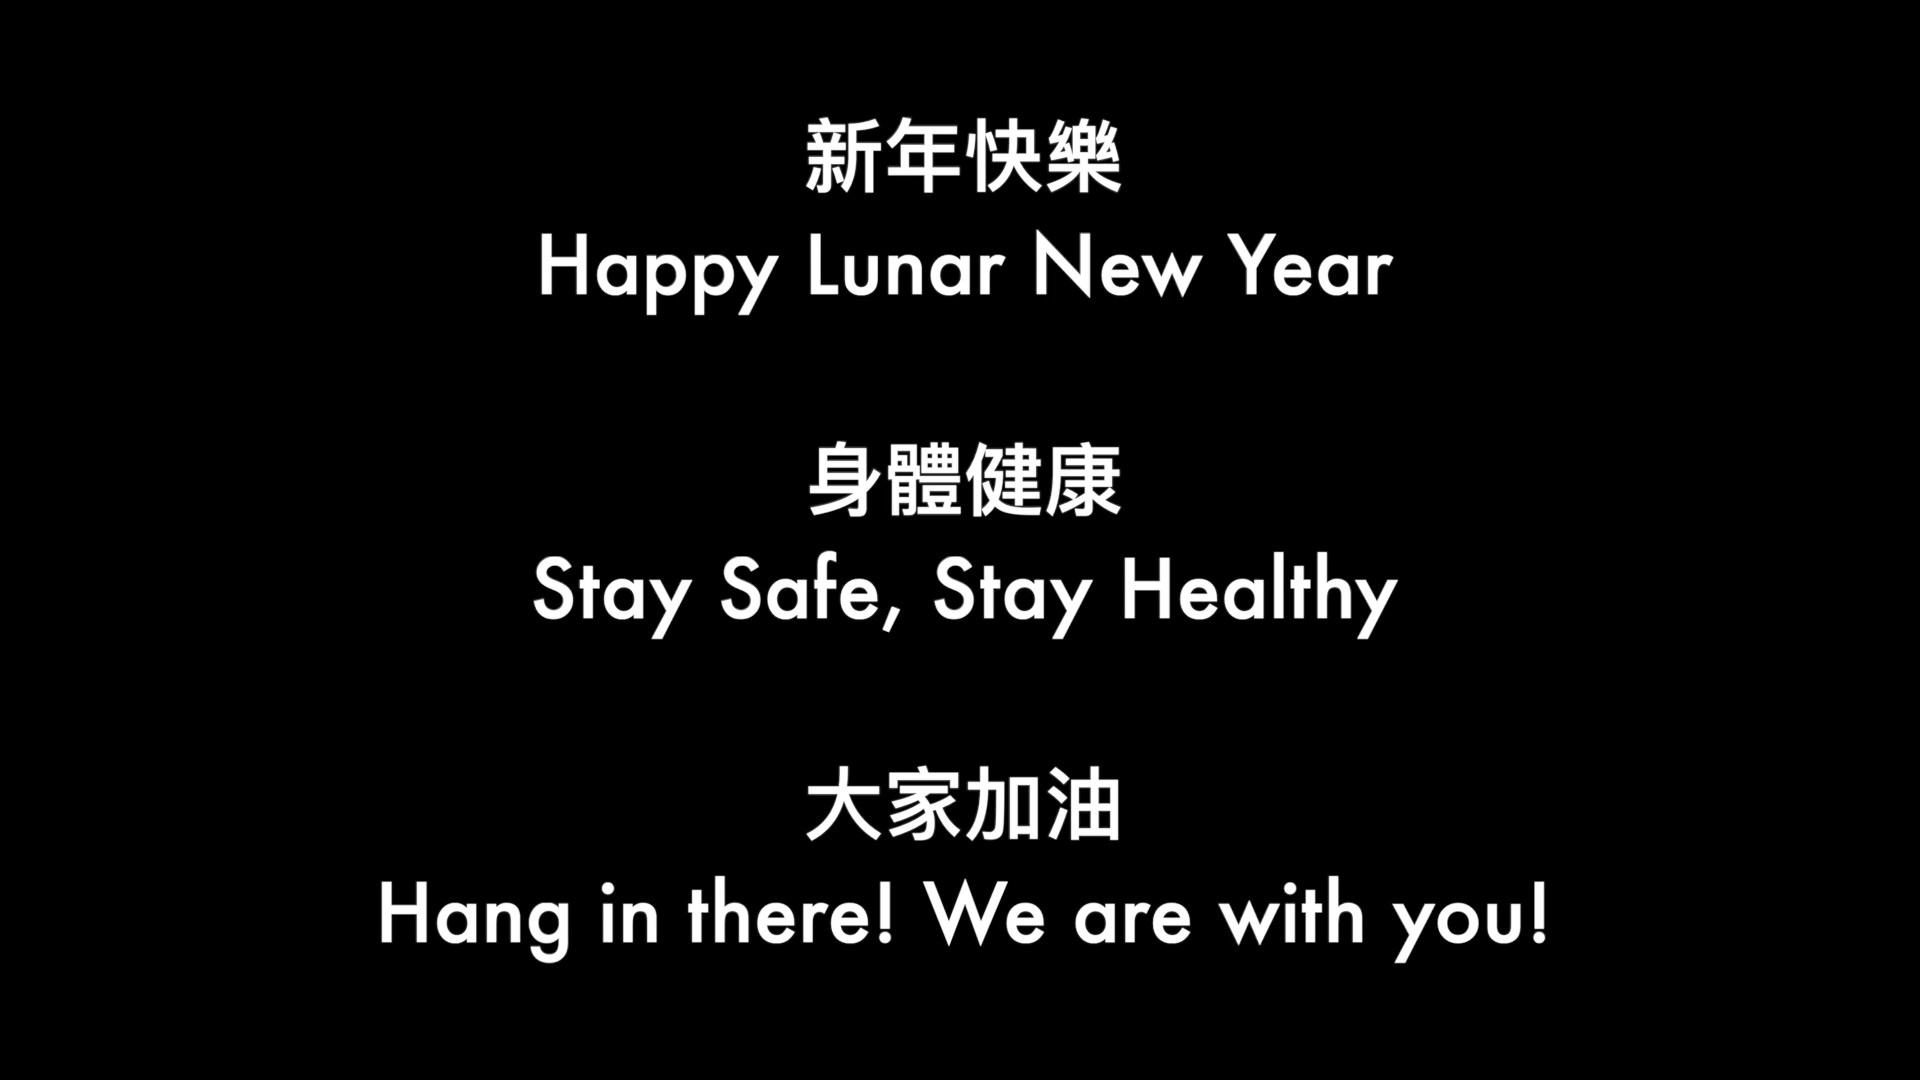 新年快樂
Happy Lunar New Year
身體健康
Stay Safe, Stay Healthy
大家加油
Hang in there! We are with you!